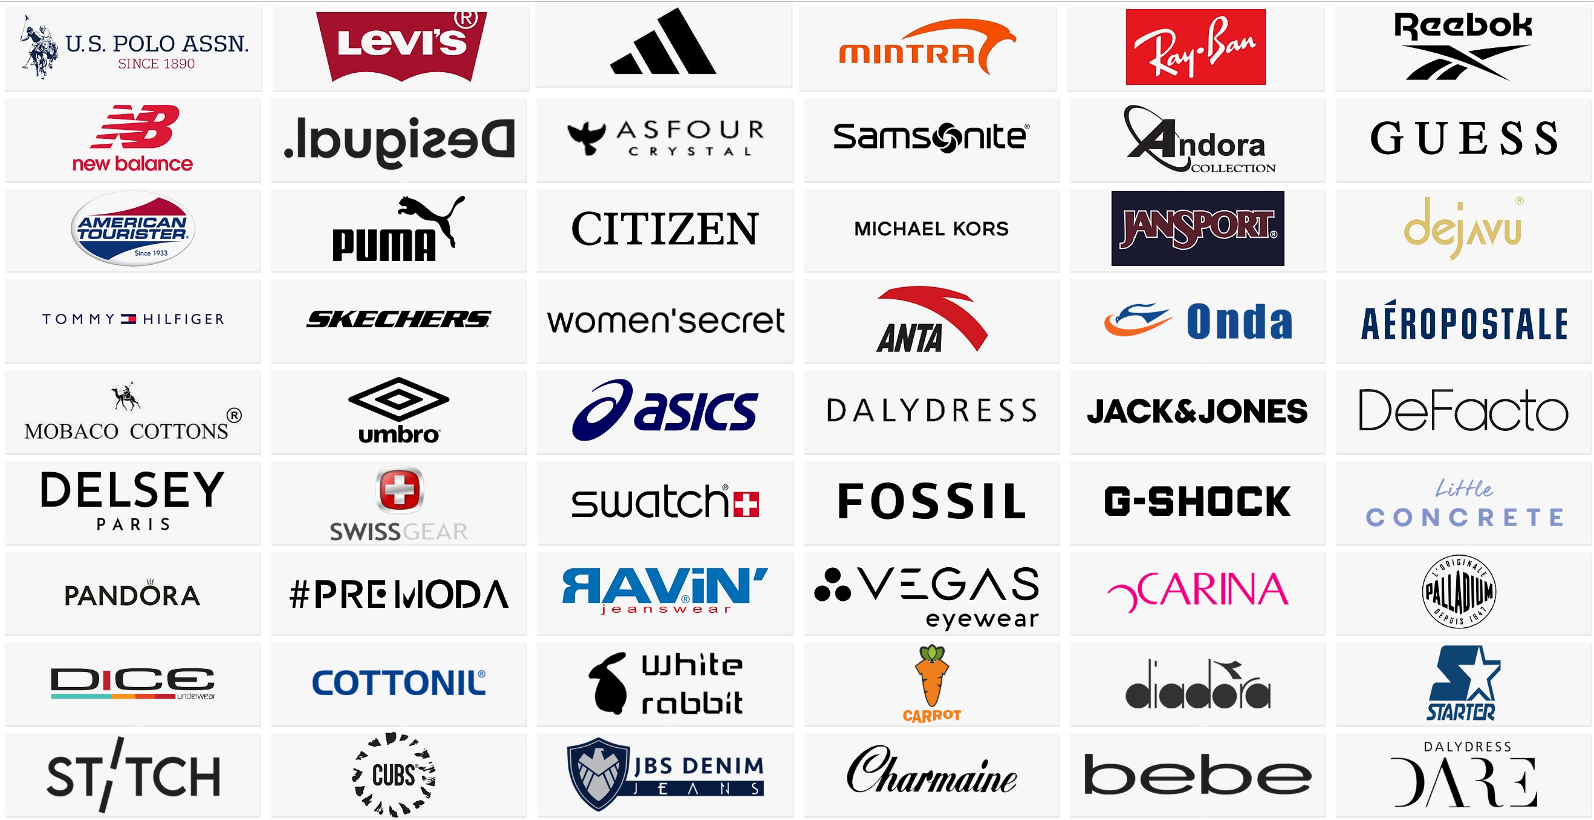 U.S. POLO ASSN.
SINCE 1890
LEVI'S®
MINTRA
Ray-Ban
Reebok
new balance
Desigual.
ASFOUR
CRYSTAL
Samsonite®
Andora
COLLECTION
GUESS
AMERICAN
TOURISTER®
Since 1933
PUMA
CITIZEN
MICHAEL KORS
JANSPORT®
dejavu®
TOMMY HILFIGER
SKECHERS
women'secret
ANTA
Onda
AÉROPOSTALE
MOBACO COTTONS®
umbro
asics
DALYDRESS
JACK&JONES
DeFacto
DELSEY
PARIS
SWISSGEAR
swatch®
FOSSIL
G-SHOCK
Little
CONCRETE
PANDORA
#PREMODA
RAViN'®
jeanswear
VEGAS
eyewear
CARINA
L'ORIGINALE
PALLADIUM
DEPUIS 1947
DICE
underwear
COTTONIL®
white
rabbit
CARROT
diadora
STARTER
STITCH
CUBS
JBS DENIM
JEANS
Charmaine
bebe
DALYDRESS
DARE